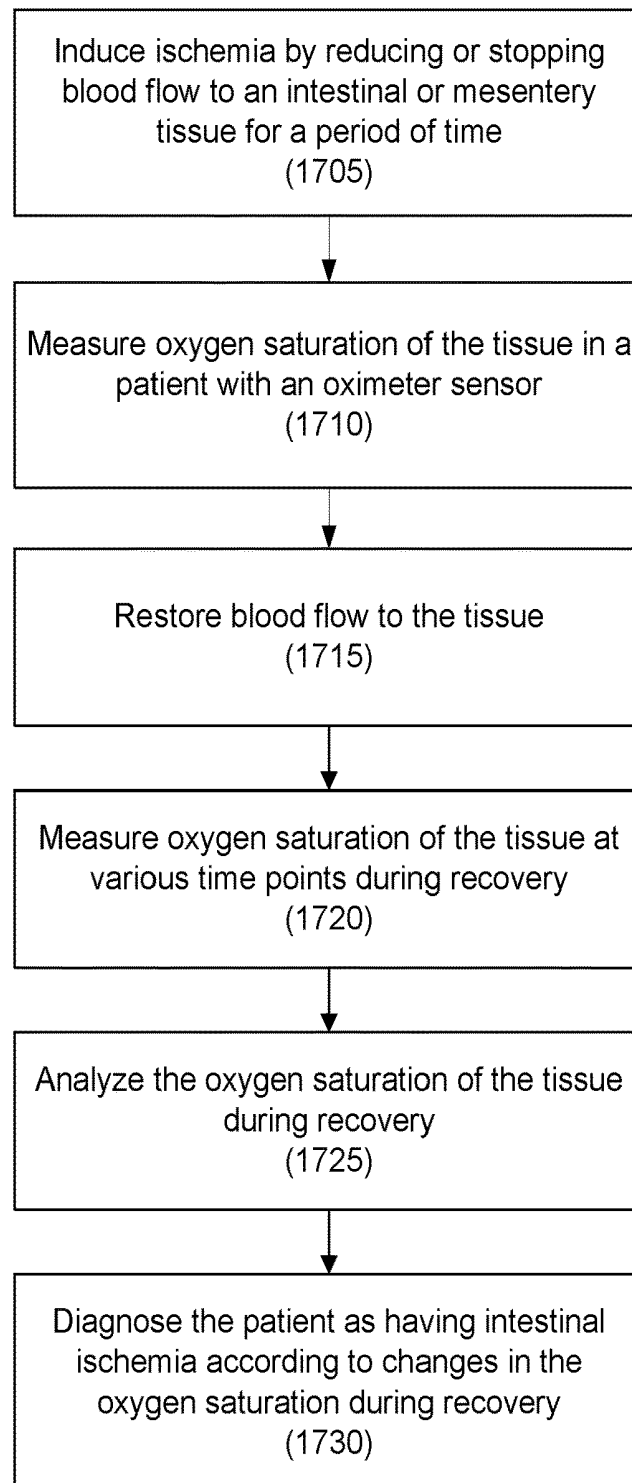 Induce ischemia by reducing or stopping
blood flow to an intestinal or mesentery
tissue for a period of time
(1705)
Measure oxygen saturation of the tissue in a
patient with an oximeter sensor
(1710)
Restore blood flow to the tissue
(1715)
Measure oxygen saturation of the tissue at
various time points during recovery
(1720)
Analyze the oxygen saturation of the tissue
during recovery
(1725)
Diagnose the patient as having intestinal
ischemia according to changes in the
oxygen saturation during recovery
(1730)